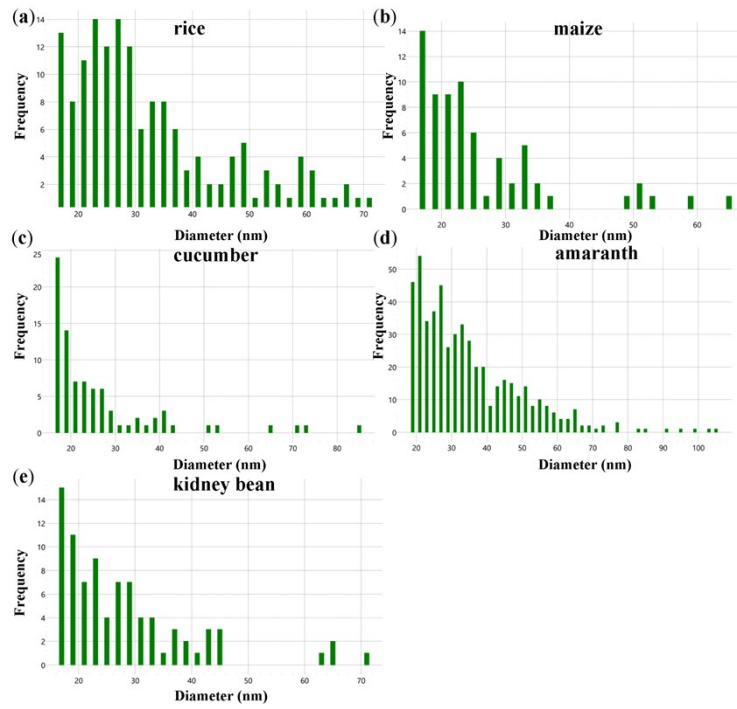 (a)
rice
Frequency
14
12
10
8
6
4
2
20 30 40 50 60 70
Diameter (nm)
(b)
maize
Frequency
14
12
10
8
6
4
2
0
20 30 40 50 60
Diameter (nm)
(c)
cucumber
Frequency
25
20
15
10
5
0
20 30 40 50 60 70 80
Diameter (nm)
(d)
amaranth
Frequency
50
40
30
20
10
0
20 30 40 50 60 70 80 90 100
Diameter (nm)
(e)
kidney bean
Frequency
14
12
10
8
6
4
2
0
20 30 40 50 60 70
Diameter (nm)